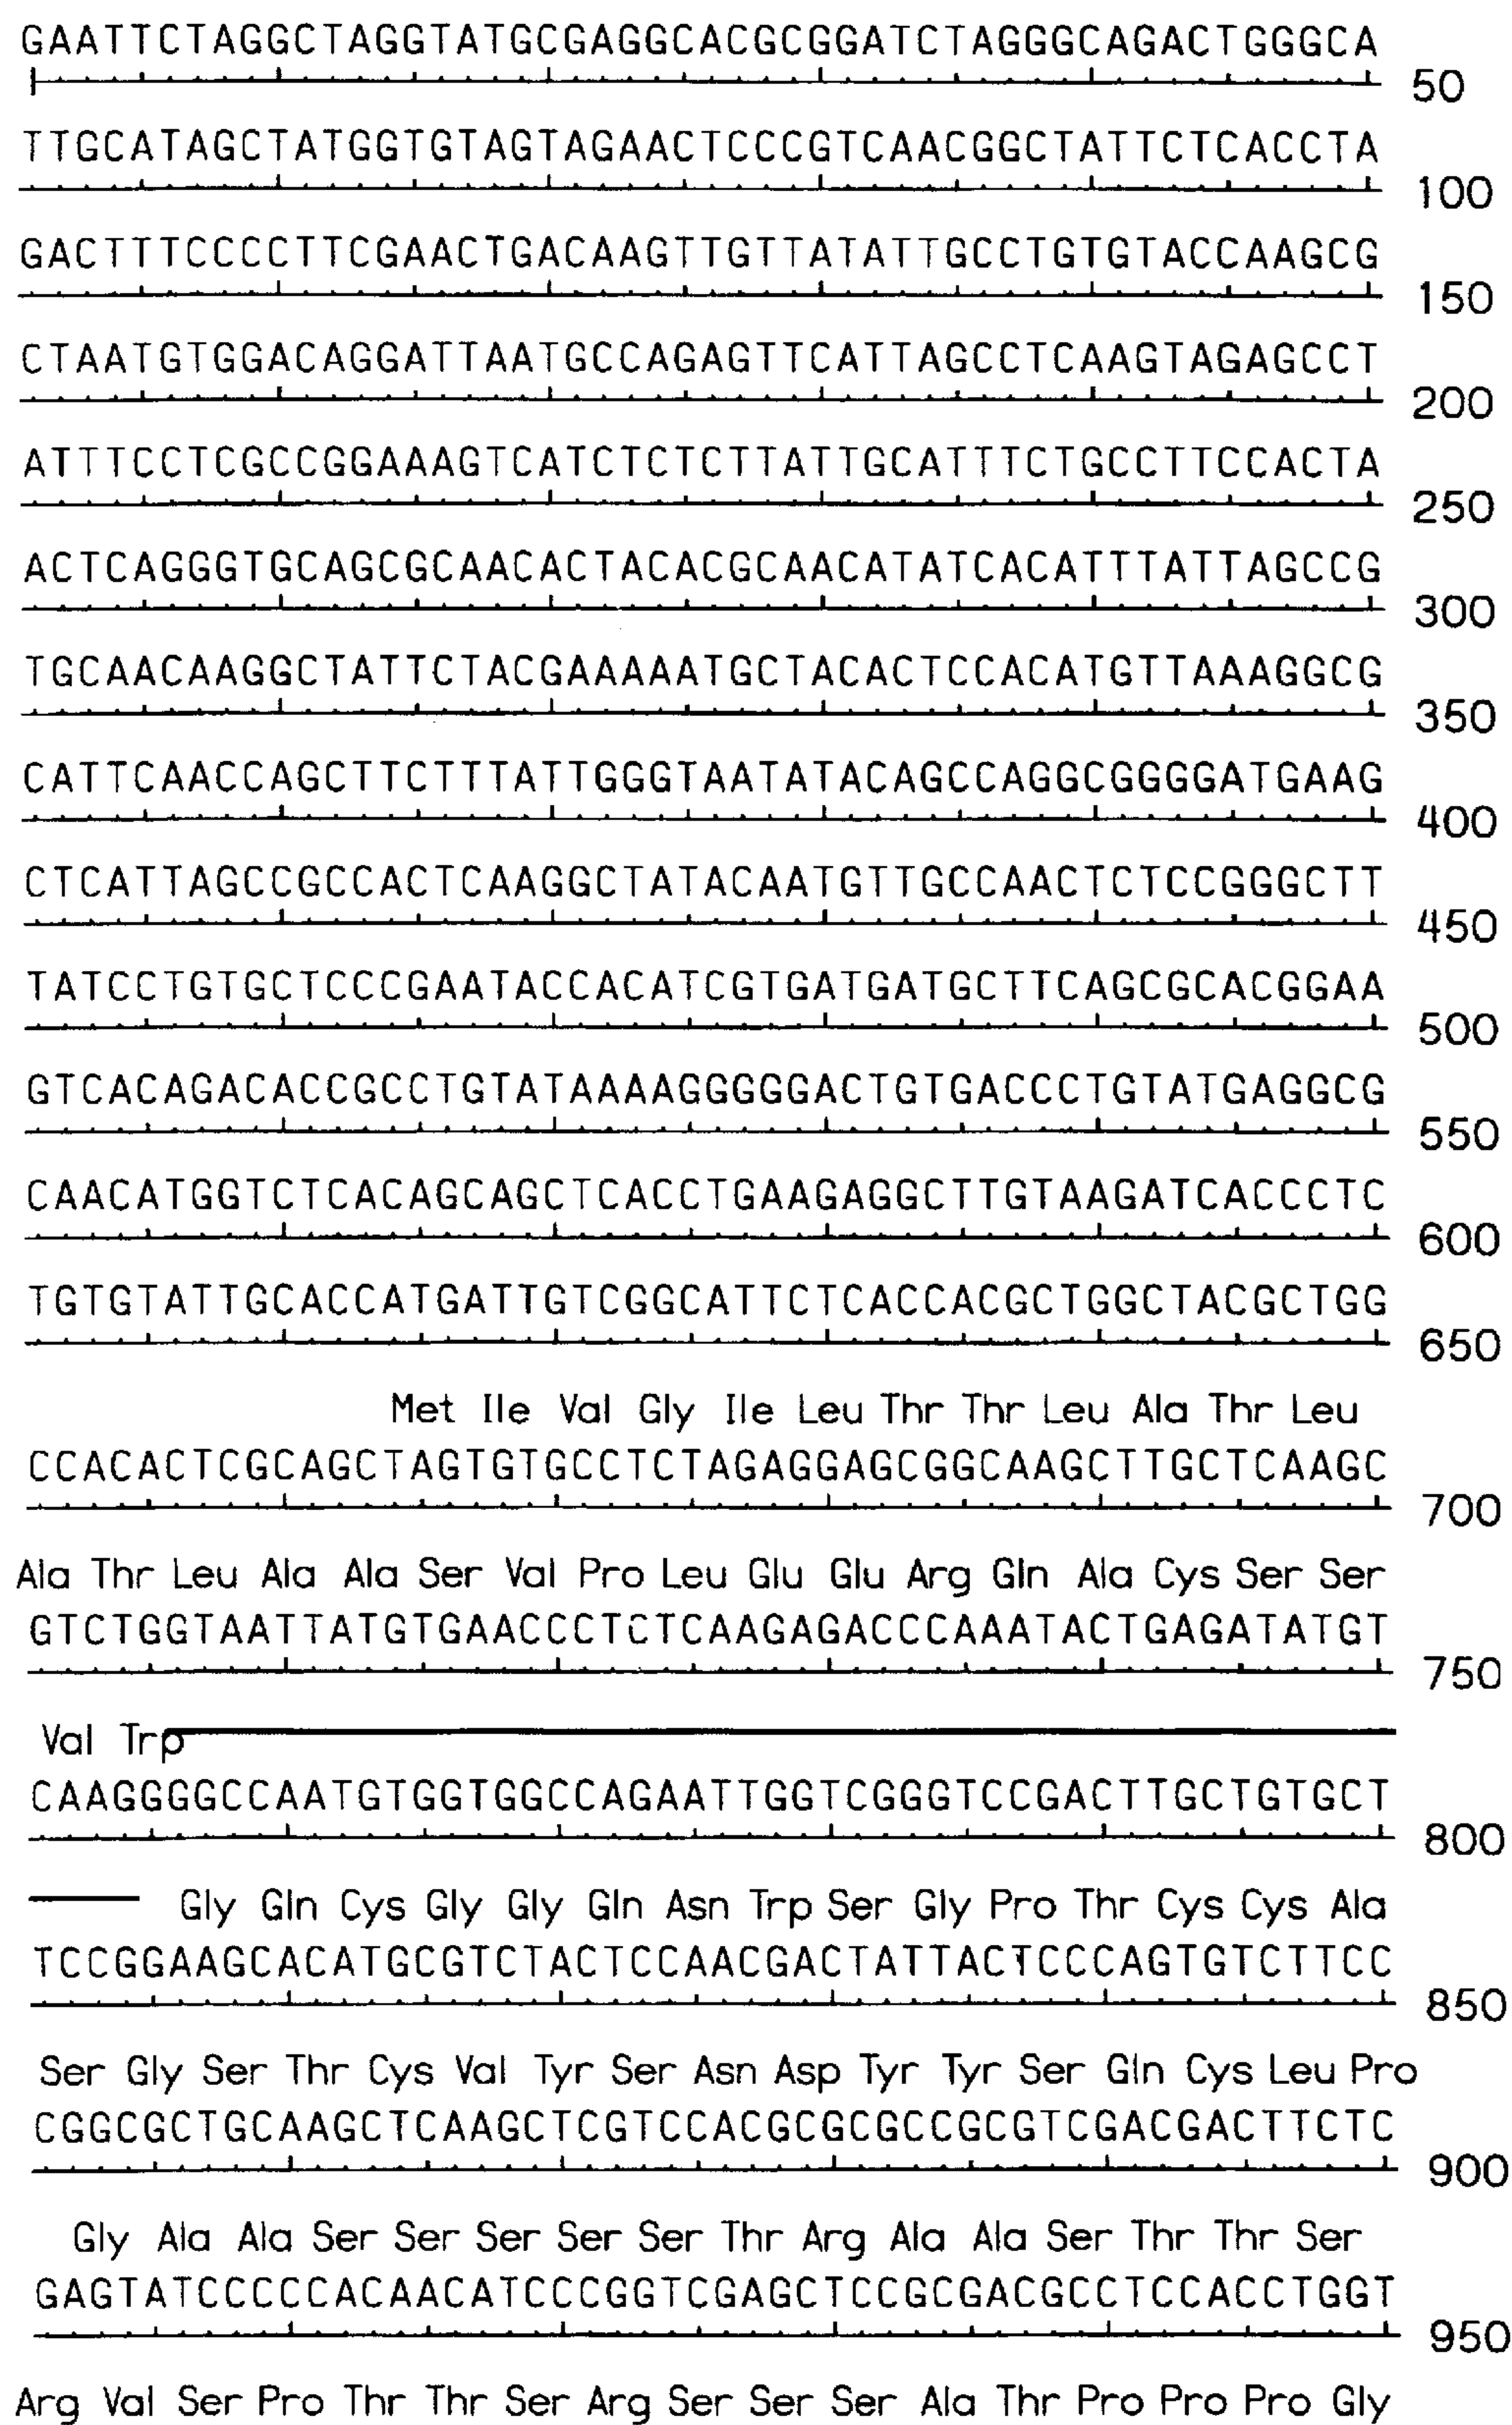 GAATTCTAGGCTAGGTATGCGAGGCACGCGGATCTAGGGCAGACTGGGCA
50
TTGCATAGCTATGGTGTAGTAGAACTCCCGTCAACGGCTATTCTCACCTA
100
GACTTTCCCCTTCGAACTGACAAGTTGTTATATTGCCTGTGTACCAAGCG
150
CTAATGTGGACAGGATTAATGCCAGAGTTCATTAGCCTCAAGTAGAGCCT
200
ATTTCCTCGCCGGAAAGTCATCTCTCTTATTGCATTTCTGCCTTCCACTA
250
ACTCAGGGTGCAGCGCAACACTACACGCAACATATCACATTTATTAGCCG
300
TGCAACAAGGCTATTCTACGAAAAATGCTACACTCCACATGTTAAAGGCG
350
CATTCAACCAGCTTCTTTATTGGGTAATATACAGCCAGGCGGGGATGAAG
400
CTCATTAGCCGCCACTCAAGGCTATACAATGTTGCCAACTCTCCGGGCTT
450
TATCCTGTGCTCCCGAATACCACATCGTGATGATGCTTCAGCGCACGGAA
500
GTCACAGACACCGCCTGTATAAAAGGGGGACTGTGACCCTGTATGAGGCG
550
CAACATGGTCTCACAGCAGCTCACCTGAAGAGGCTTGTAAGATCACCCTC
600
TGTGTATTGCACCATGATTGTCGGCATTCTCACCACGCTGGCTACGCTGG
650
Met Ile Val Gly Ile Leu Thr Thr Leu Ala Thr Leu
CCACACTCGCAGCTAGTGTGCCTCTAGAGGAGCGGCAAGCTTGCTCAAGC
700
Ala Thr Leu Ala Ala Ser Val Pro Leu Glu Glu Arg Gln Ala Cys Ser Ser
GTCTGGTAATTATGTGAACCCTCTCAAGAGACCCAAATACTGAGATATGT
750
Val Trp
CAAGGGGCCAATGTGGTGGCCAGAATTGGTCGGGTCCGACTTGCTGTGCT
800
Gly Gln Cys Gly Gly Gln Asn Trp Ser Gly Pro Thr Cys Cys Ala
TCCGGAAGCACATGCGTCTACTCCAACGACTATTACTCCCAGTGTCTTCC
850
Ser Gly Ser Thr Cys Val Tyr Ser Asn Asp Tyr Tyr Ser Gln Cys Leu Pro
CGGCGCTGCAAGCTCAAGCTCGTCCACGCGCGCCGCGTCGACGACTTCTC
900
Gly Ala Ala Ser Ser Ser Ser Ser Thr Arg Ala Ala Ser Thr Thr Ser
GAGTATCCCCCACAACATCCCGGTCGAGCTCCGCGACGCCTCCACCTGGT
950
Arg Val Ser Pro Thr Thr Ser Arg Ser Ser Ser Ala Thr Pro Pro Pro Gly